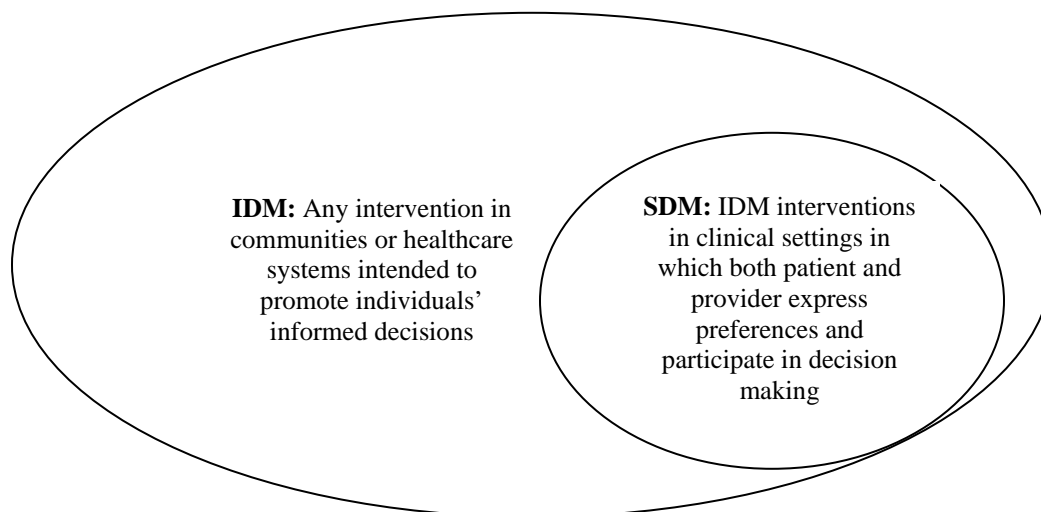 IDM: Any intervention in
communities or healthcare
systems intended to
promote individuals’
informed decisions
SDM: IDM interventions
in clinical settings in
which both patient and
provider express
preferences and
participate in decision
making